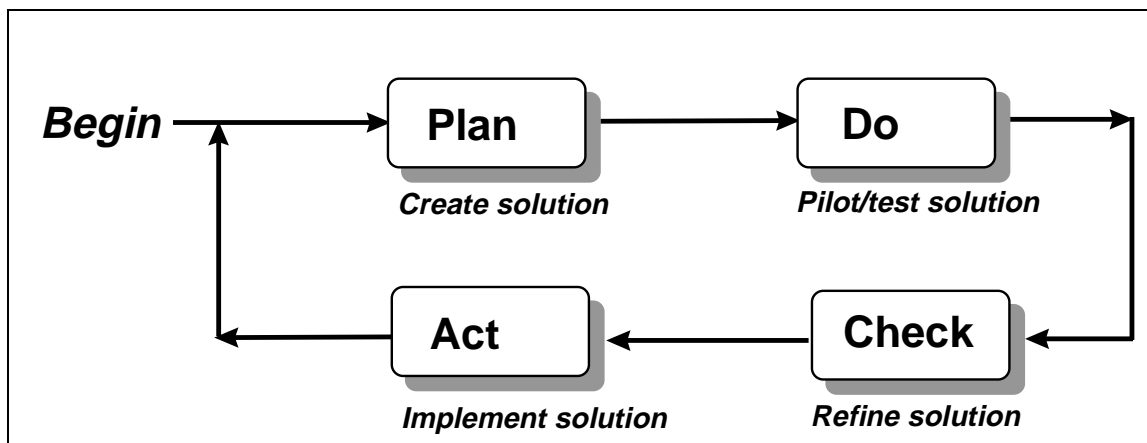 Begin
Plan
Do
Create solution
Pilot/test solution
Act
Check
Implement solution
Refine solution